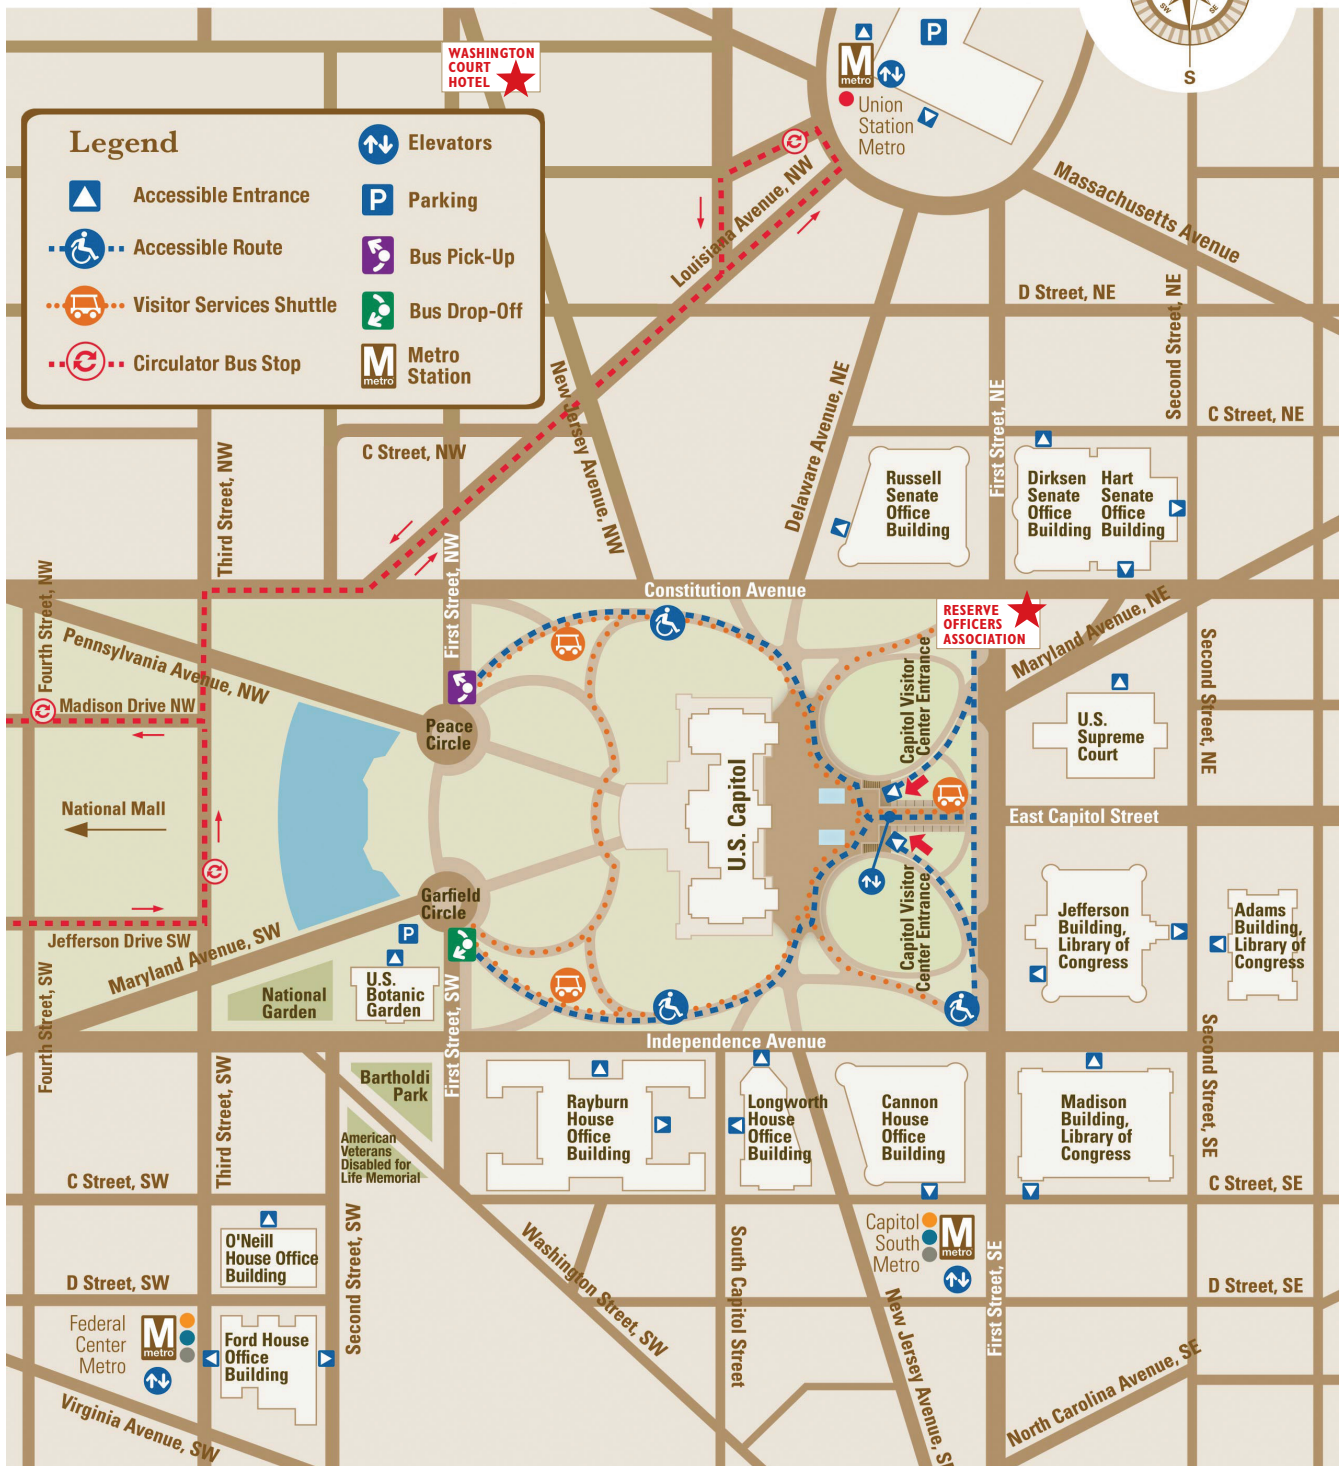 WASHINGTON
COURT
HOTEL
P
M
metro
Union
Station
Metro
SW
SE
S
Legend
Accessible Entrance
Accessible Route
Visitor Services Shuttle
Circulator Bus Stop
Elevators
P
Parking
Bus Pick-Up
Bus Drop-Off
M
metro
Metro
Station
Massachusetts Avenue
Louisiana Avenue, NW
D Street, NE
Second Street, NE
C Street, NE
New Jersey Avenue, NW
Delaware Avenue, NE
First Street, NE
C Street, NW
Third Street, NW
First Street, NW
Russell
Senate
Office
Building
Dirksen
Senate
Office
Building
Hart
Senate
Office
Building
Fourth Street, NW
Constitution Avenue
RESERVE
OFFICERS
ASSOCIATION
Maryland Avenue, NE
Second Street, NE
Pennsylvania Avenue, NW
Madison Drive NW
Peace
Circle
Capitol Visitor
Center Entrance
U.S.
Supreme
Court
U.S. Capitol
National Mall
East Capitol Street
Garfield
Circle
Capitol Visitor
Center Entrance
Jefferson
Building,
Library of
Congress
Adams
Building,
Library of
Congress
Jefferson Drive SW
Maryland Avenue, SW
P
U.S.
Botanic
Garden
National
Garden
Fourth Street, SW
First Street, SW
Independence Avenue
Second Street, SE
Third Street, SW
Bartholdi
Park
American
Veterans
Disabled for
Life Memorial
Rayburn
House
Office
Building
Longworth
House
Office
Building
Cannon
House
Office
Building
Madison
Building,
Library of
Congress
C Street, SW
C Street, SE
O'Neill
House Office
Building
Second Street, SW
Washington Street, SW
South Capitol Street
Capitol
South
Metro
M
metro
First Street, SE
D Street, SW
D Street, SE
New Jersey Avenue, S
Federal
Center
Metro
M
metro
Ford House
Office
Building
Virginia Avenue, SW
North Carolina Avenue, SE